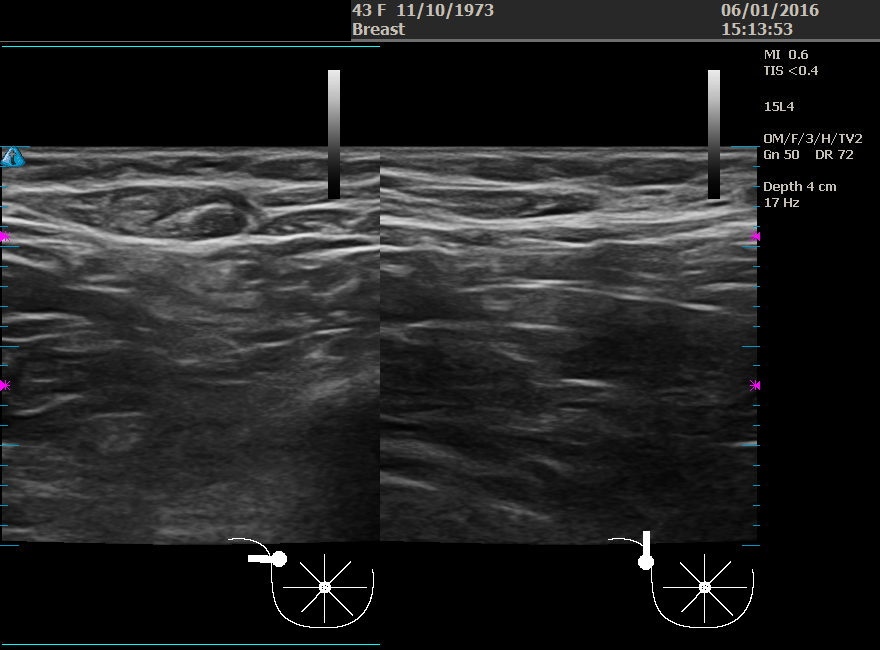 43 F 11/10/1973 06/01/2016
Breast 15:13:53
MI 0.6
TIS <0.4
15L4
OM/F/3/H/TV2
Gn 50 DR 72
Depth 4 cm
17 Hz